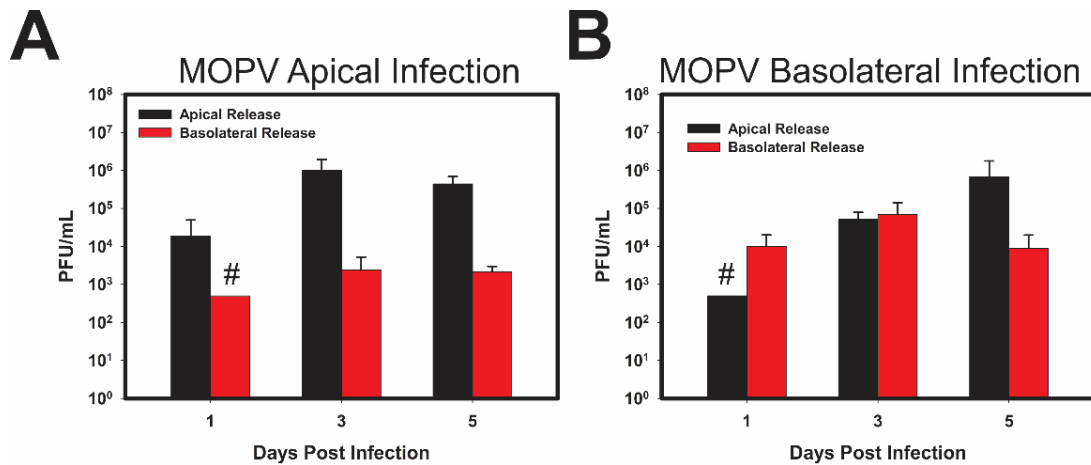 A
MOPV Apical Infection
10⁸
10⁷
10⁶
10⁵
10⁴
10³
10²
10¹
10⁰
PFU/mL
Apical Release
Basolateral Release
#
1
3
5
Days Post Infection
B
MOPV Basolateral Infection
10⁸
10⁷
10⁶
10⁵
10⁴
10³
10²
10¹
10⁰
PFU/mL
Apical Release
Basolateral Release
#
1
3
5
Days Post Infection